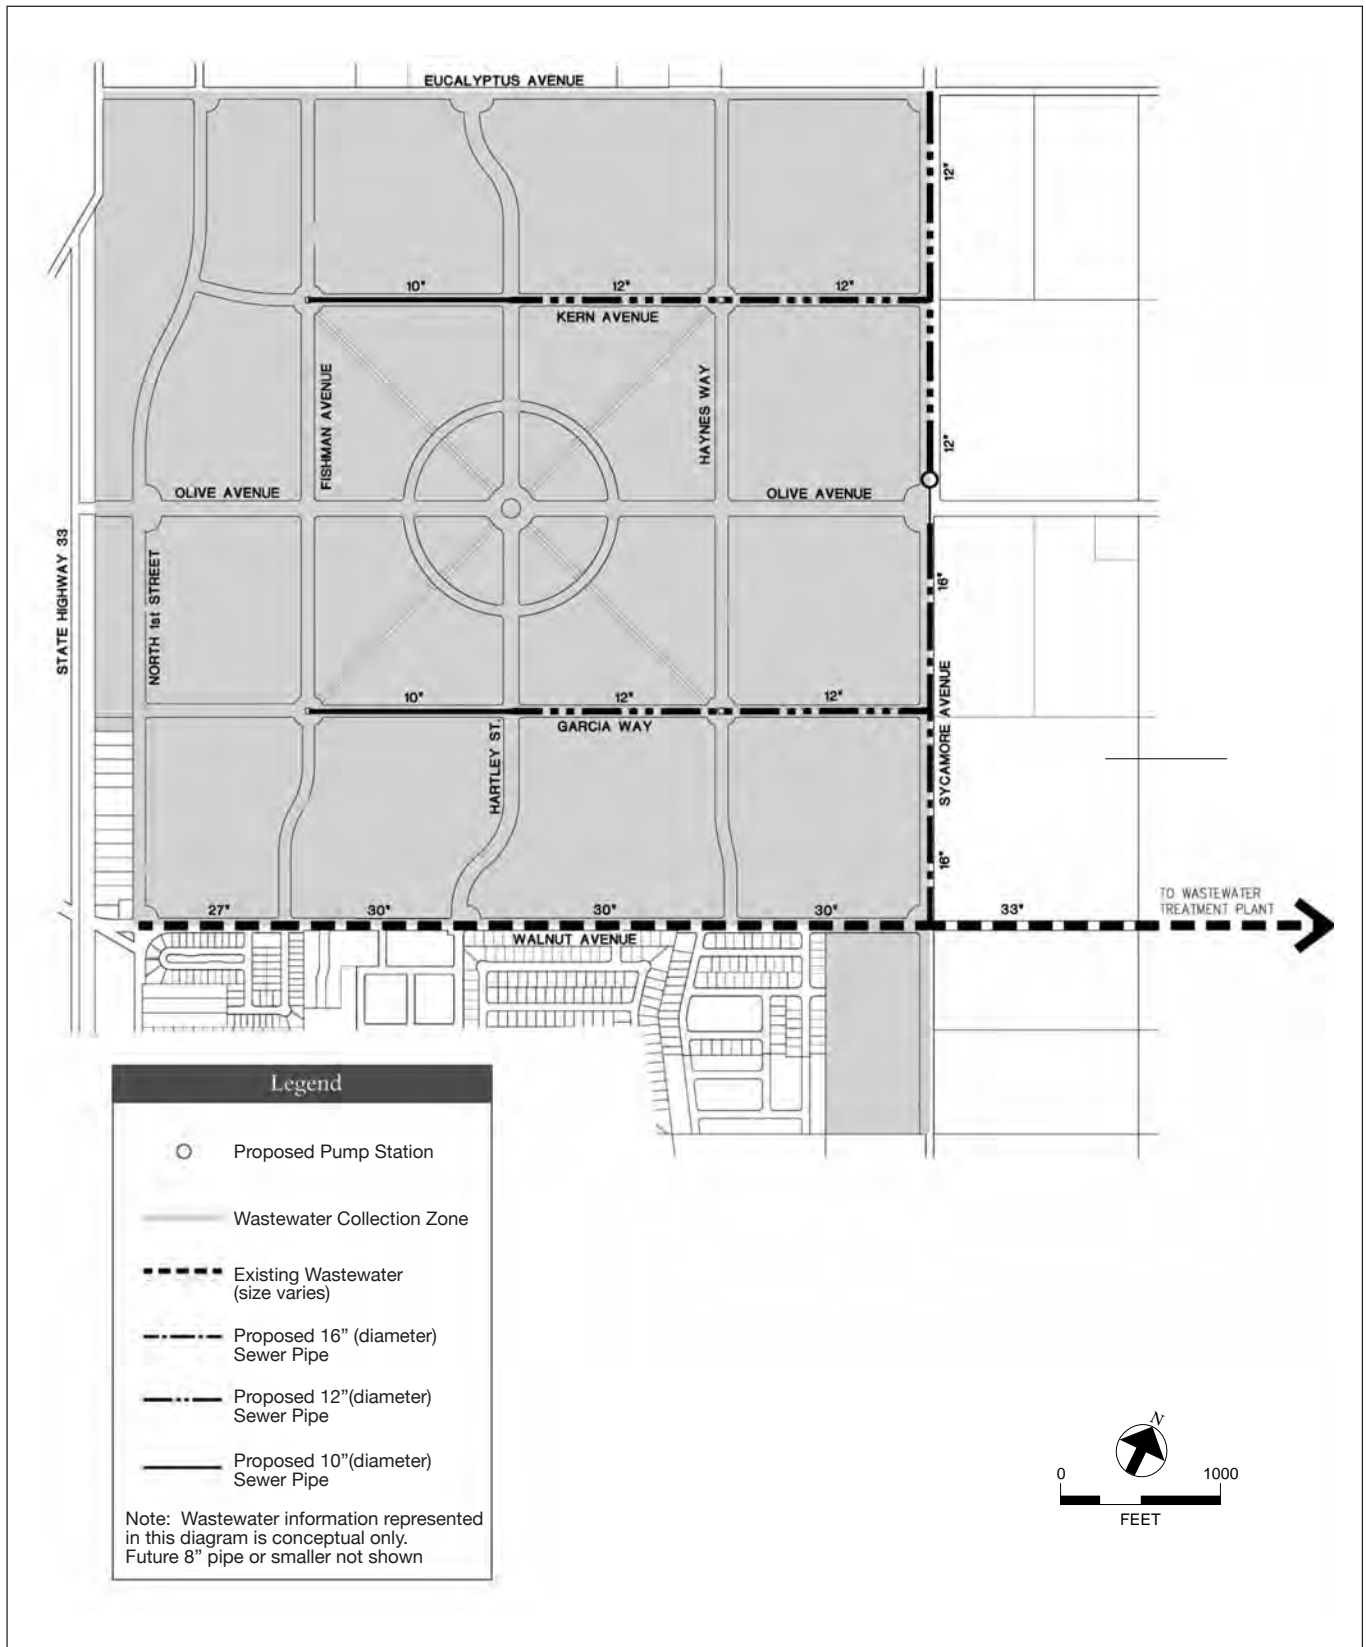 EUCALYPTUS AVENUE
12"
10"
12"
12"
KERN AVENUE
FISHMAN AVENUE
HAYNES WAY
12"
OLIVE AVENUE
OLIVE AVENUE
STATE HIGHWAY 33
NORTH 1st STREET
16"
SYCAMORE AVENUE
10"
12"
12"
GARCIA WAY
HARTLEY ST.
16"
27"
30"
30"
30"
33"
TO WASTEWATER
TREATMENT PLANT
WALNUT AVENUE
Legend
Proposed Pump Station
Wastewater Collection Zone
Existing Wastewater
(size varies)
Proposed 16” (diameter)
Sewer Pipe
Proposed 12”(diameter)
Sewer Pipe
Proposed 10”(diameter)
Sewer Pipe
Note: Wastewater information represented
in this diagram is conceptual only.
Future 8” pipe or smaller not shown
N
0 1000
FEET